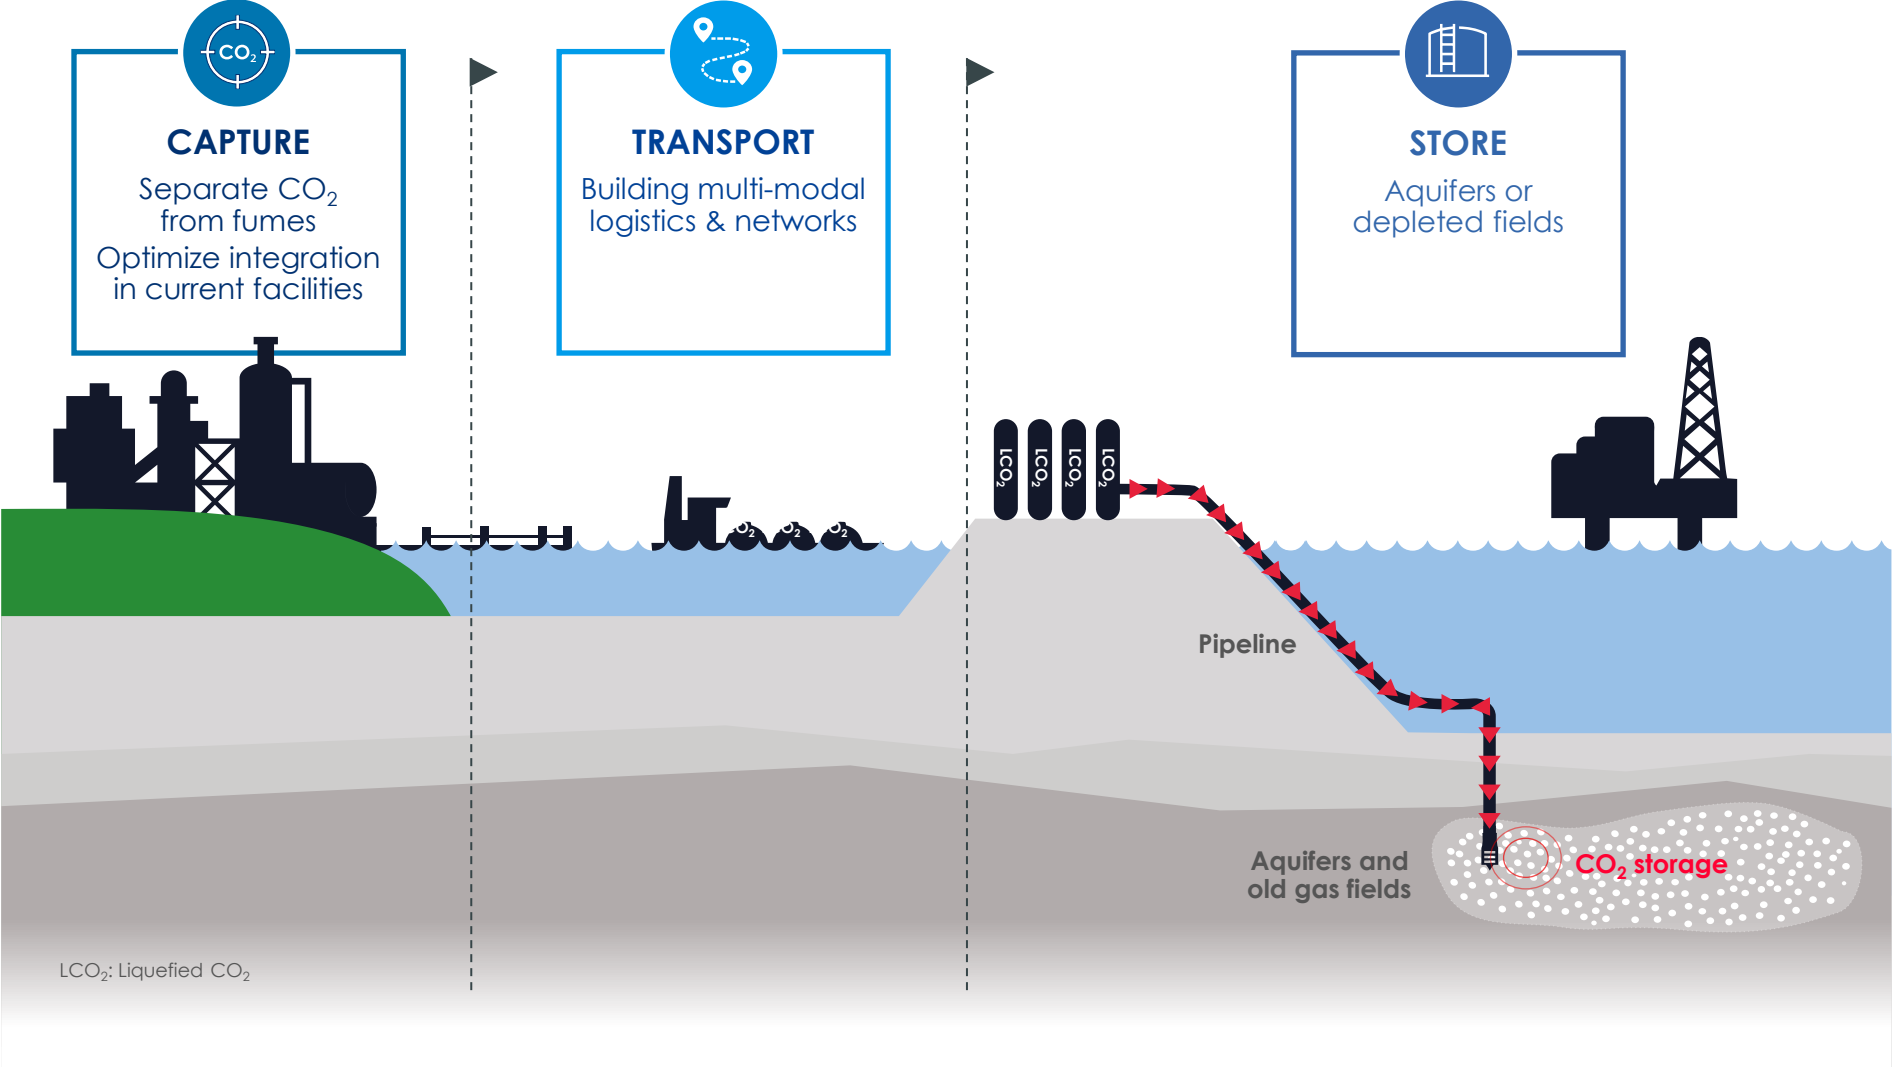 CO₂
CAPTURE
Separate CO₂
from fumes
Optimize integration
in current facilities
TRANSPORT
Building multi-modal
logistics & networks
STORE
Aquifers or
depleted fields
LCO₂
LCO₂
LCO₂
LCO₂
Pipeline
Aquifers and
old gas fields
CO₂ storage
LCO₂: Liquefied CO₂